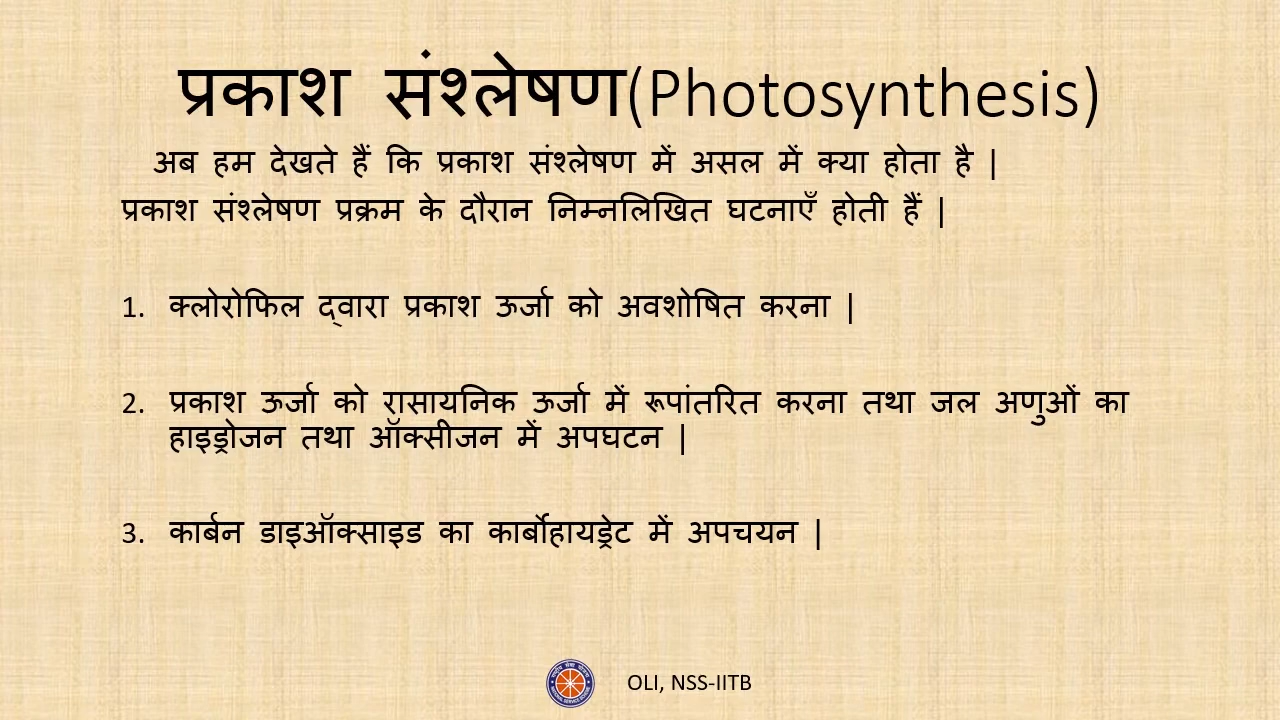 प्रकाश संश्लेषण(Photosynthesis)
अब हम देखते हैं कि प्रकाश संश्लेषण में असल में क्या होता है |
प्रकाश संश्लेषण प्रक्रम के दौरान निम्नलिखित घटनाएँ होती हैं |
1. क्लोरोफिल द्वारा प्रकाश ऊर्जा को अवशोषित करना |
2. प्रकाश ऊर्जा को रासायनिक ऊर्जा में रूपांतरित करना तथा जल अणुओं का
हाइड्रोजन तथा ऑक्सीजन में अपघटन |
3. कार्बन डाइऑक्साइड का कार्बोहायड्रेट में अपचयन |
OLI, NSS-IITB